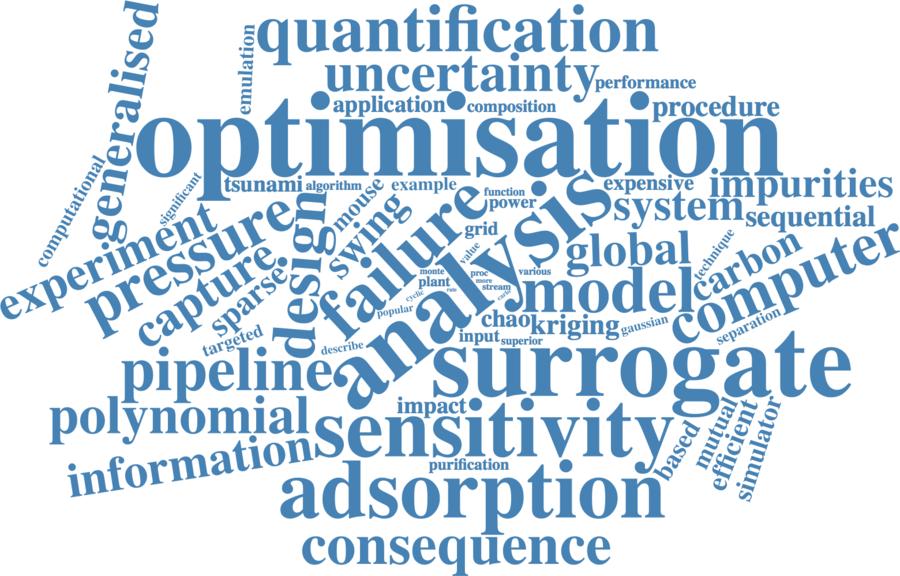 quantification
emulation
generalised
uncertainty
performance
application
composition
procedure
optimisation
computational
significant
tsunami
algorithm
mouse
example
function
power
expensive
impurities
system
sequential
experiment
pressure
design
swing
failure
grid
analysis
global
technique
carbon
computer
capture
sparse
value
monte
proc
various
plant
more
stream
cyclic
rate
carlo
model
popular
chao
kriging
gaussian
separation
targeted
describe
input
superior
pipeline
surrogate
polynomial
impact
sensitivity
based
mutual
efficient
simulator
information
purification
adsorption
consequence